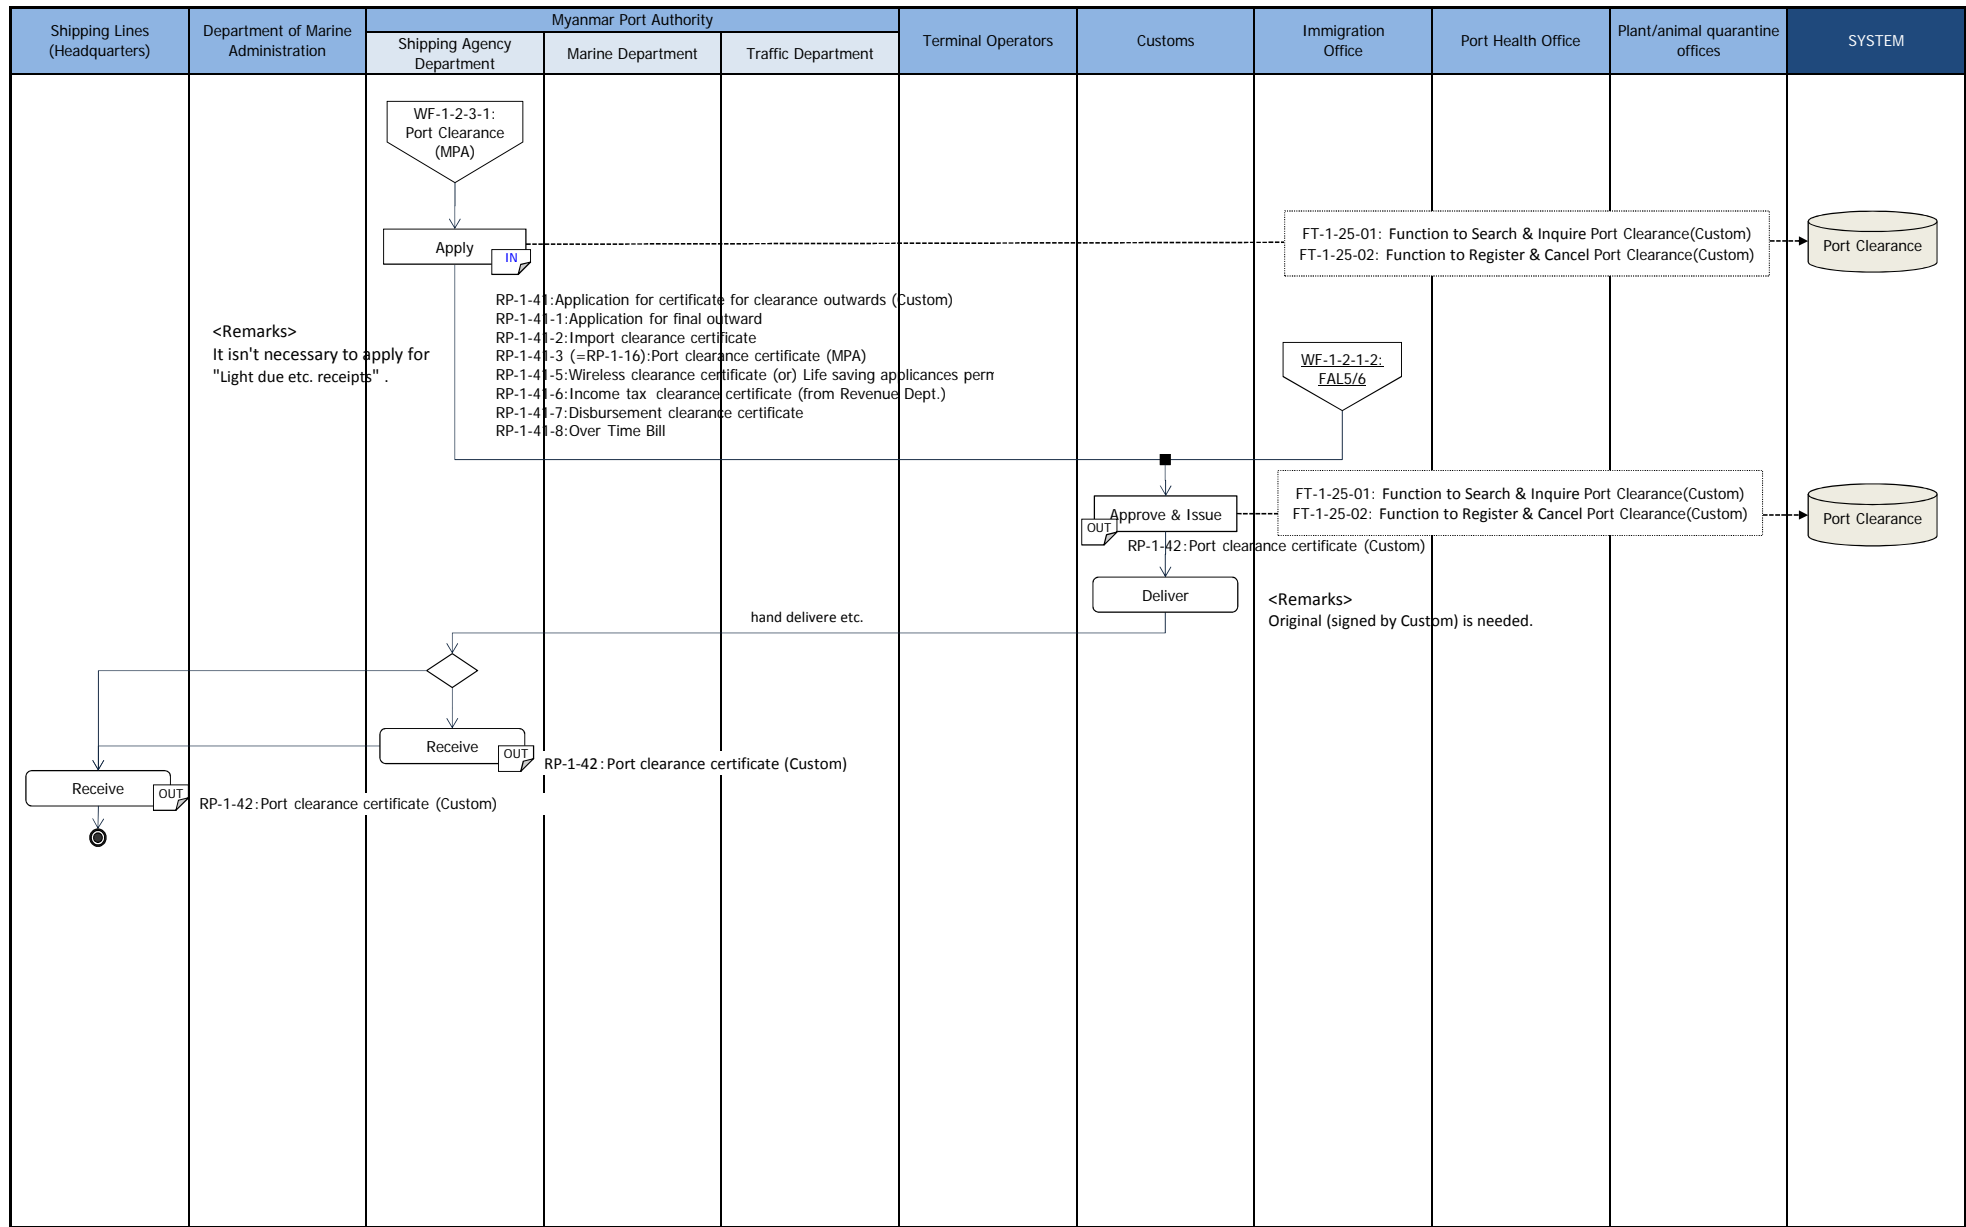 Shipping Lines
(Headquarters)
Department of Marine
Administration
Myanmar Port Authority
Shipping Agency
Department
Marine Department
Traffic Department
Terminal Operators
Customs
Immigration
Office
Port Health Office
Plant/animal quarantine
offices
SYSTEM
WF-1-2-3-1:
Port Clearance
(MPA)
Apply
IN
FT-1-25-01: Function to Search & Inquire Port Clearance(Custom)
FT-1-25-02: Function to Register & Cancel Port Clearance(Custom)
Port Clearance
RP-1-41:Application for certificate for clearance outwards (Custom)
RP-1-41-1:Application for final outward
RP-1-41-2:Import clearance certificate
RP-1-41-3 (=RP-1-16):Port clearance certificate (MPA)
RP-1-41-5:Wireless clearance certificate (or) Life saving applicances perm
RP-1-41-6:Income tax clearance certificate (from Revenue Dept.)
RP-1-41-7:Disbursement clearance certificate
RP-1-41-8:Over Time Bill
<Remarks>
It isn't necessary to apply for
"Light due etc. receipts" .
WF-1-2-1-2:
FAL5/6
Approve & Issue
OUT
FT-1-25-01: Function to Search & Inquire Port Clearance(Custom)
FT-1-25-02: Function to Register & Cancel Port Clearance(Custom)
Port Clearance
RP-1-42:Port clearance certificate (Custom)
Deliver
<Remarks>
Original (signed by Custom) is needed.
hand delivere etc.
Receive
OUT
RP-1-42:Port clearance certificate (Custom)
Receive
OUT
RP-1-42:Port clearance certificate (Custom)